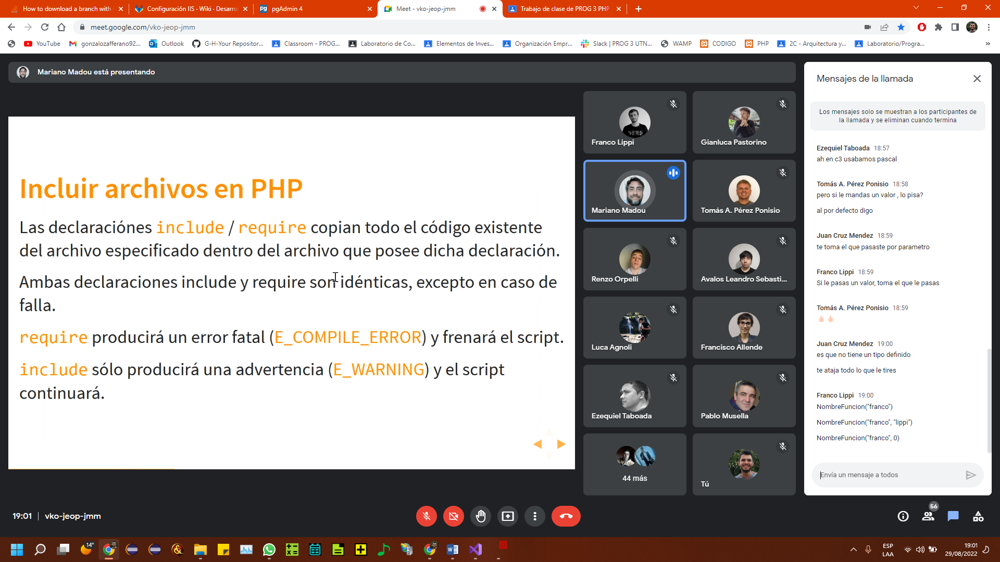 How to download a branch with
Configuración IIS · Wiki · Desarro
pgAdmin 4
Meet - vko-jeop-jmm
Trabajo de clase de PROG 3 PHP
meet.google.com/vko-jeop-jmm
YouTube
gonzalozafferano92...
Outlook
G-H-Your Repositor...
Classroom - PROG...
Laboratorio de Co...
Elementos de Inves...
Organización Empr...
Slack | PROG 3 UTN...
WAMP
CODIGO
PHP
2C - Arquitectura y...
Laboratorio/Progra...
Mariano Madou está presentando
Incluir archivos en PHP
Las declaraciónes include / require copian todo el código existente
del archivo especificado dentro del archivo que posee dicha declaración.
Ambas declaraciones include y require son idénticas, excepto en caso de
falla.
require producirá un error fatal (E_COMPILE_ERROR) y frenará el script.
include sólo producirá una advertencia (E_WARNING) y el script
continuará.
Franco Lippi
Gianluca Pastorino
Mariano Madou
Tomás A. Pérez Ponisio
Renzo Orpelli
Avalos Leandro Sebasti...
Luca Agnoli
Francisco Allende
Ezequiel Taboada
Pablo Musella
44 más
Tú
Mensajes de la llamada
Los mensajes solo se muestran a los participantes de
la llamada y se eliminan cuando termina
Ezequiel Taboada 18:57
ah en c3 usabamos pascal
Tomás A. Pérez Ponisio 18:58
pero si le mandas un valor , lo pisa?
al por defecto digo
Juan Cruz Mendez 18:59
te toma el que pasaste por parametro
Franco Lippi 18:59
Si le pasas un valor, toma el que le pasas
Tomás A. Pérez Ponisio 18:59
👍🏻 👍🏻
Juan Cruz Mendez 19:00
es que no tiene un tipo definido
te ataja todo lo que le tires
Franco Lippi 19:00
NombreFuncion("franco")
NombreFuncion("franco", "lippi")
NombreFuncion("franco", 0)
Envía un mensaje a todos
19:01 | vko-jeop-jmm
56
14°
ESP
LAA
19:01
29/08/2022